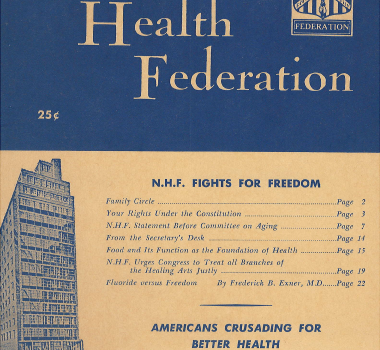 Health
FEDERATION
Federation
25¢
N.H.F. FIGHTS FOR FREEDOM
Family Circle ... Page 2
Your Rights Under the Constitution ... Page 3
N.H.F. Statement Before Committee on Aging ... Page 7
From the Secretary's Desk ... Page 14
Food and Its Function as the Foundation of Health ... Page 15
N.H.F. Urges Congress to Treat all Branches of
the Healing Arts Justly ... Page 19
Fluoride versus Freedom By Frederick B. Exner, M.D. ... Page 22
AMERICANS CRUSADING FOR
BETTER HEALTH